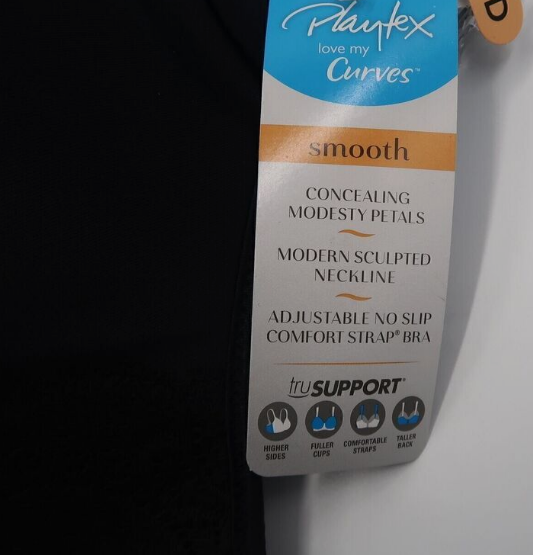 D
Playtex
love my
Curves™
smooth
CONCEALING
MODESTY PETALS
MODERN SCULPTED
NECKLINE
ADJUSTABLE NO SLIP
COMFORT STRAP® BRA
truSUPPORT®
HIGHER
SIDES
FULLER
CUPS
COMFORTABLE
STRAPS
TALLER
BACK